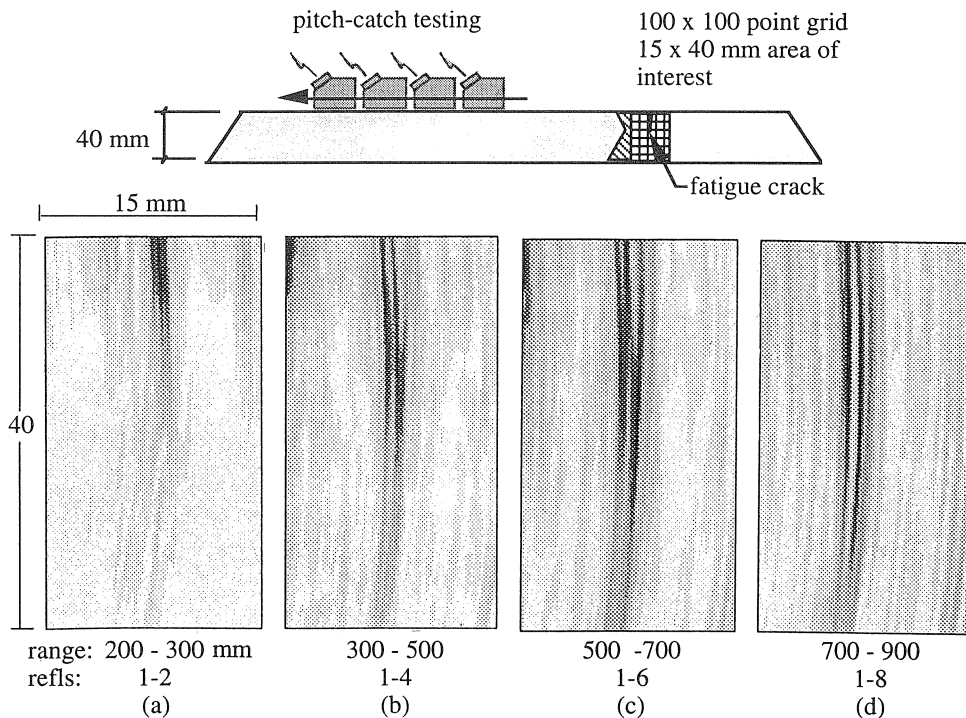 pitch-catch testing
100 x 100 point grid
15 x 40 mm area of
interest
40 mm
fatigue crack
15 mm
40
range: 200 - 300 mm 300 - 500 500 -700 700 - 900
refls: 1-2 1-4 1-6 1-8
(a) (b) (c) (d)